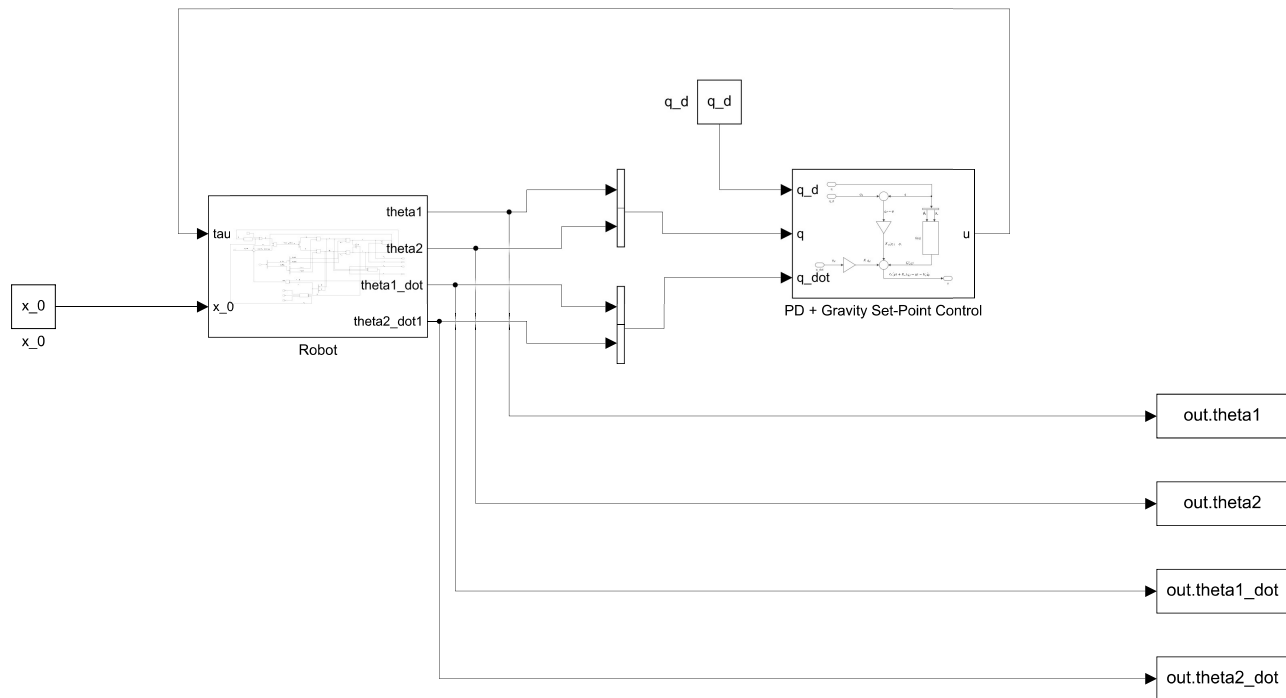 q_d
q_d
q_d
theta1
tau
theta2
q
u
theta1_dot
q_dot
x_0
x_0
theta2_dot1
PD + Gravity Set-Point Control
x_0
Robot
out.theta1
out.theta2
out.theta1_dot
out.theta2_dot